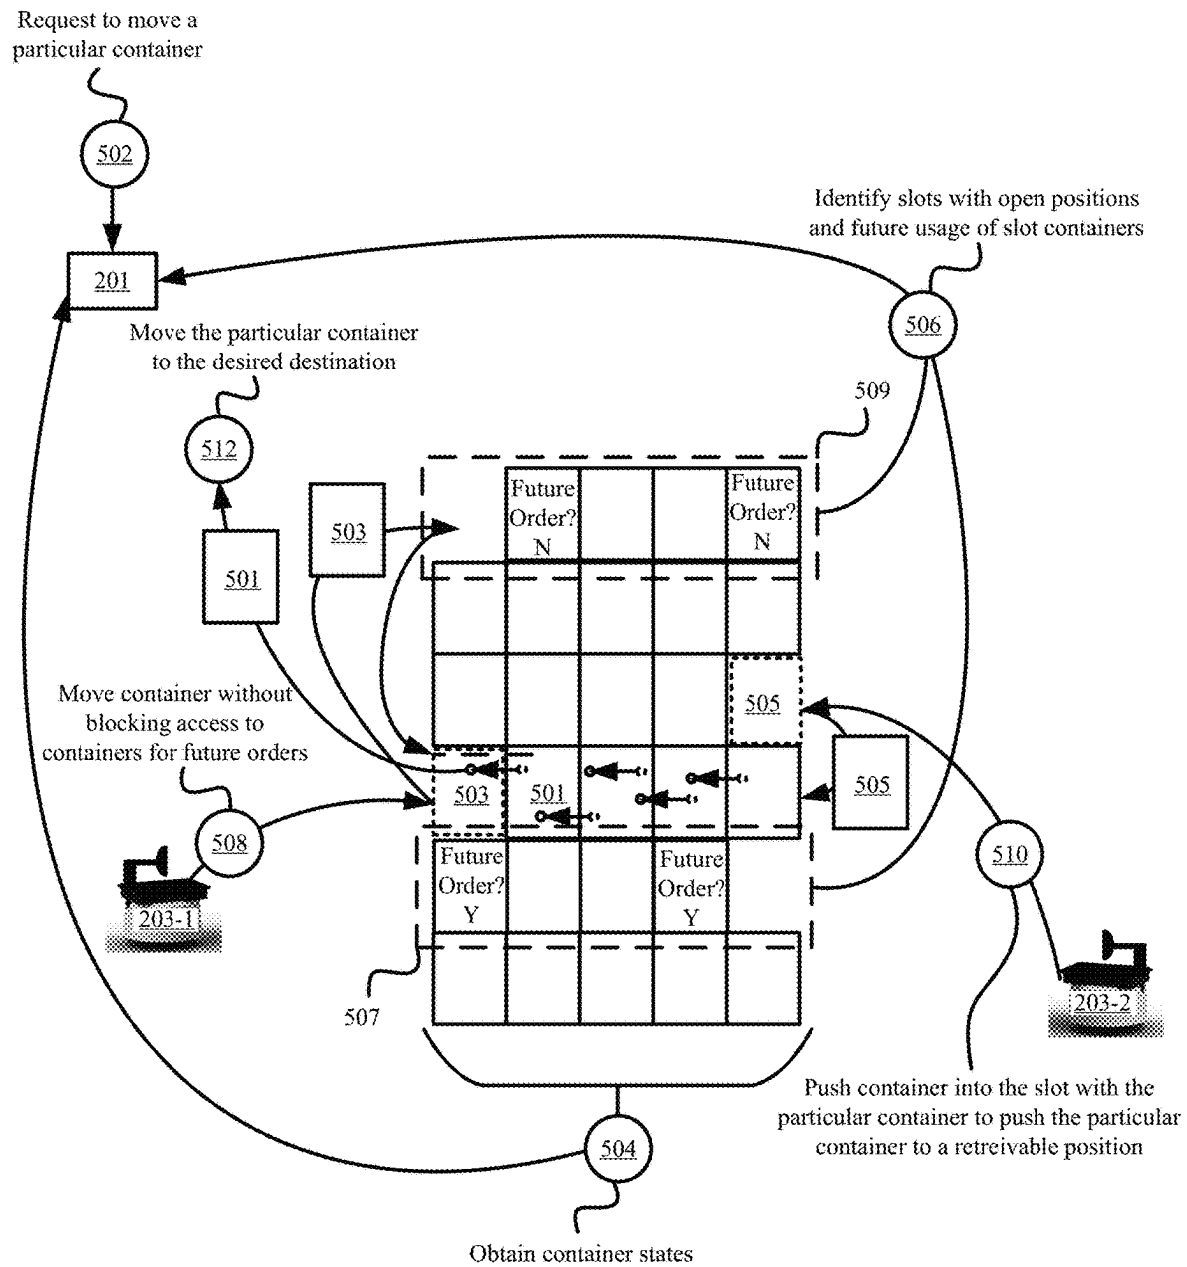 Request to move a
particular container
502
201
Identify slots with open positions
and future usage of slot containers
506
Move the particular container
to the desired destination
512
509
503
501
Future
Order?
N
Future
Order?
N
505
Move container without
blocking access to
containers for future orders
503
501
505
508
203-1
Future
Order?
Y
Future
Order?
Y
510
203-2
507
Push container into the slot with the
particular container to push the particular
container to a retreivable position
504
Obtain container states